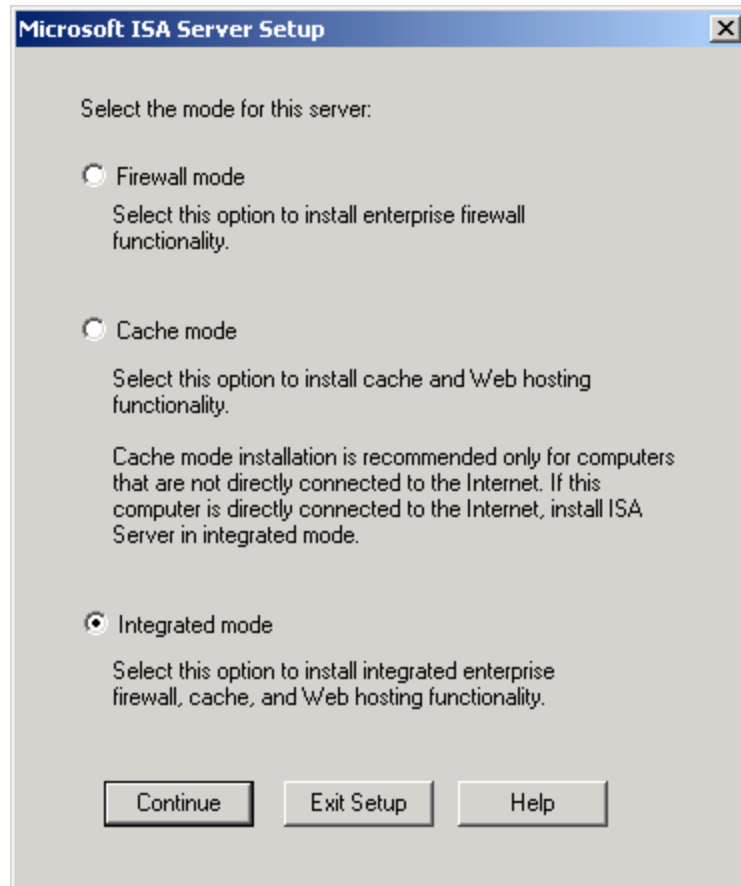 Microsoft ISA Server Setup
Select the mode for this server:
Firewall mode
Select this option to install enterprise firewall
functionality.
Cache mode
Select this option to install cache and Web hosting
functionality.
Cache mode installation is recommended only for computers
that are not directly connected to the Internet. If this
computer is directly connected to the Internet, install ISA
Server in integrated mode.
Integrated mode
Select this option to install integrated enterprise
firewall, cache, and Web hosting functionality.
Continue
Exit Setup
Help